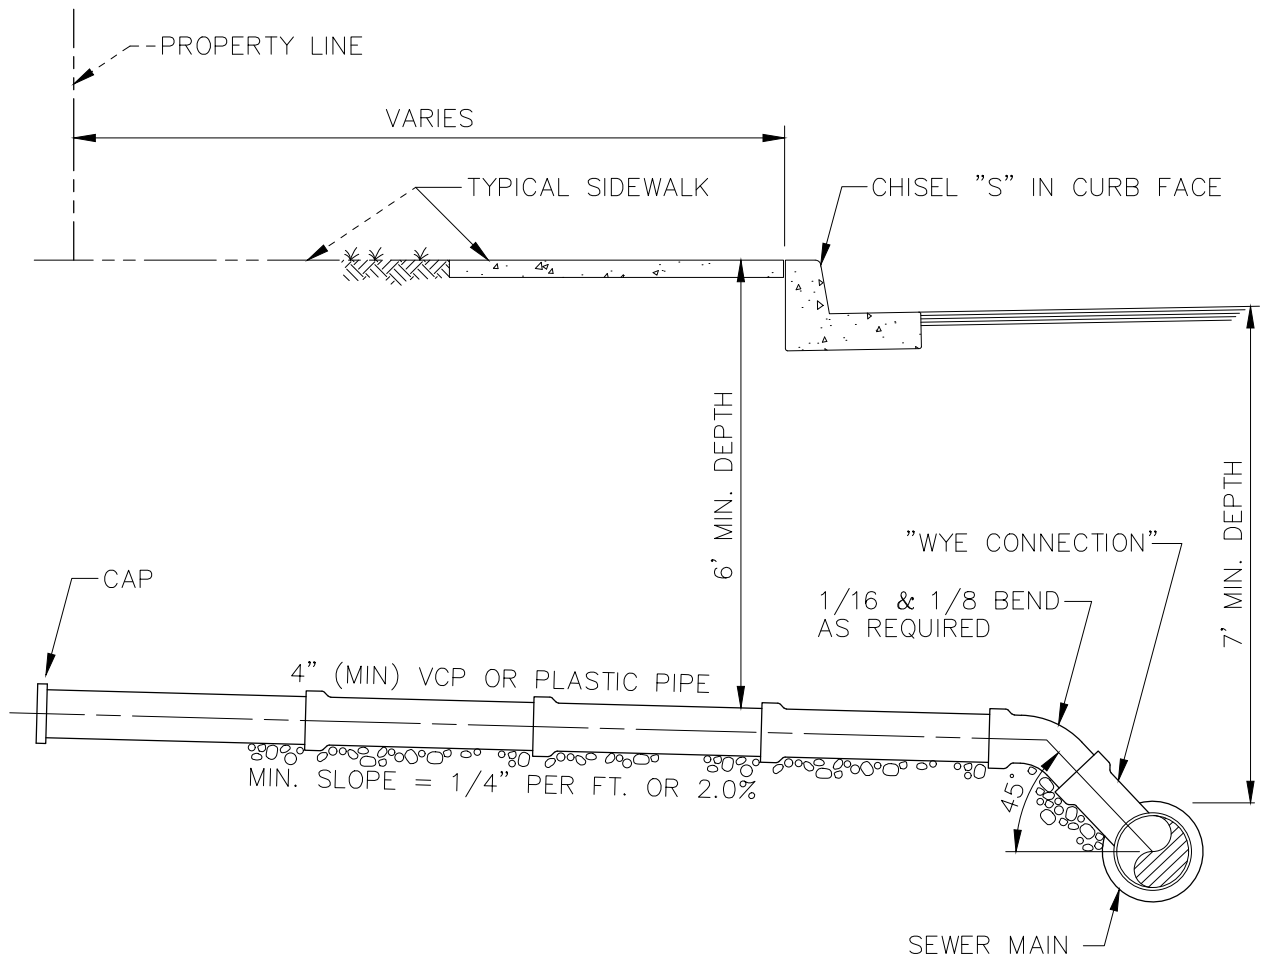 PROPERTY LINE
VARIES
TYPICAL SIDEWALK
CHISEL "S" IN CURB FACE
6' MIN. DEPTH
7' MIN. DEPTH
"WYE CONNECTION"
CAP
1/16 & 1/8 BEND
AS REQUIRED
4" (MIN) VCP OR PLASTIC PIPE
MIN. SLOPE = 1/4" PER FT. OR 2.0%
45°
SEWER MAIN